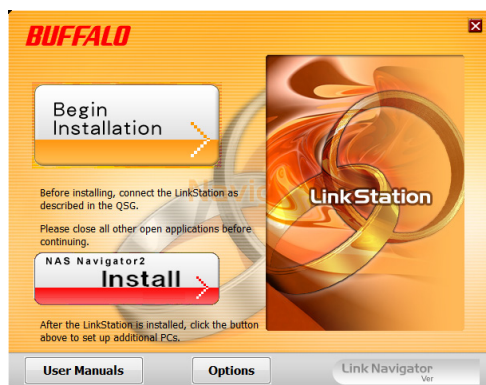 BUFFALO
Begin
Installation
Before installing, connect the LinkStation as
described in the QSG.
Please close all other open applications before
continuing.
NAS Navigator2
Install
After the LinkStation is installed, click the button
above to set up additional PCs.
LinkStation
User Manuals
Options
Link Navigator
Ver